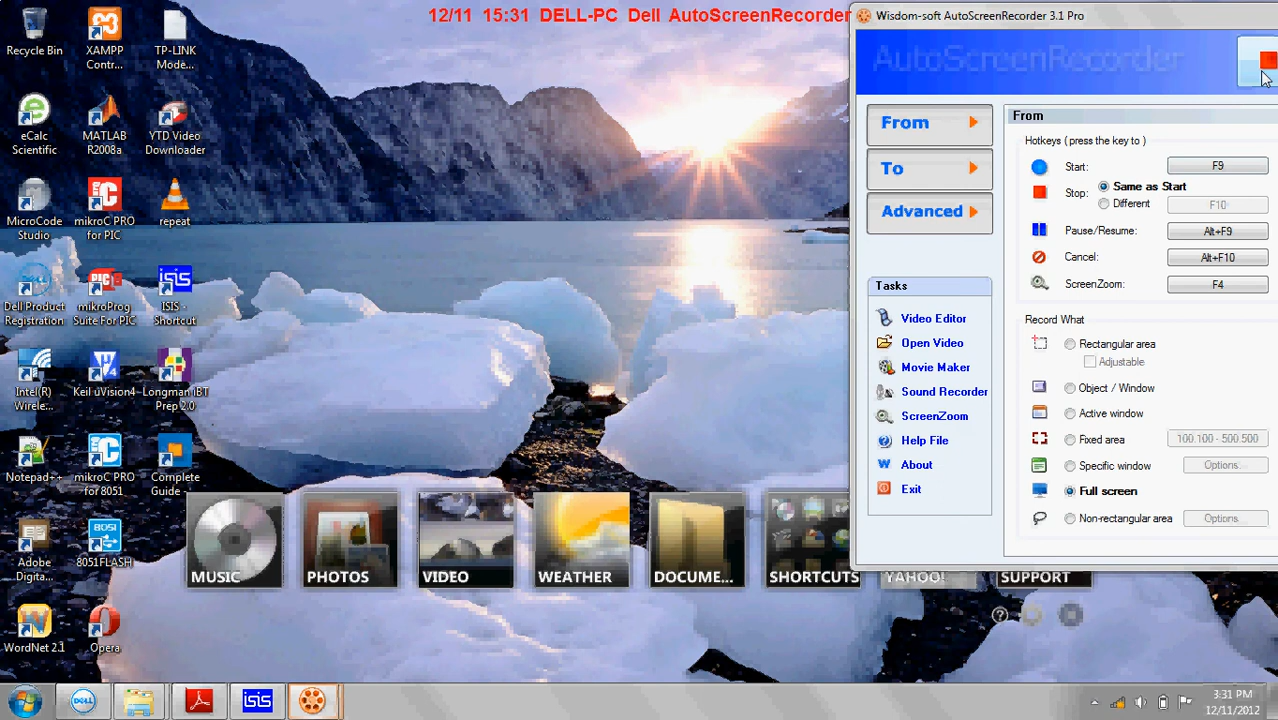 12/11 15:31 DELL-PC Dell AutoScreenRecorder
Recycle Bin
XAMPP
Contr...
TP-LINK
Mode...
eCalc
Scientific
MATLAB
R2008a
YTD Video
Downloader
MicroCode
Studio
mikroC PRO
for PIC
repeat
Dell Product
Registration
mikroProg
Suite For PIC
ISIS -
Shortcut
Intel(R)
Wirele...
Keil uVision4
Longman iBT
Prep 2.0
Notepad++
mikroC PRO
for 8051
Complete
Guide -...
Adobe
Digita...
8051FLASH
WordNet 2.1
Opera
MUSIC
PHOTOS
VIDEO
WEATHER
DOCUME...
SHORTCUTS
YAHOO!
SUPPORT
Wisdom-soft AutoScreenRecorder 3.1 Pro
AutoScreenRecorder
From
To
Advanced
Tasks
Video Editor
Open Video
Movie Maker
Sound Recorder
ScreenZoom
Help File
About
Exit
From
Hotkeys ( press the key to )
Start: F9
Stop: Same as Start
Different F10
Pause/Resume: Alt+F9
Cancel: Alt+F10
ScreenZoom: F4
Record What
Rectangular area
Adjustable
Object / Window
Active window
Fixed area 100.100 - 500.500
Specific window Options...
Full screen
Non-rectangular area Options...
DELL
isis
3:31 PM
12/11/2012